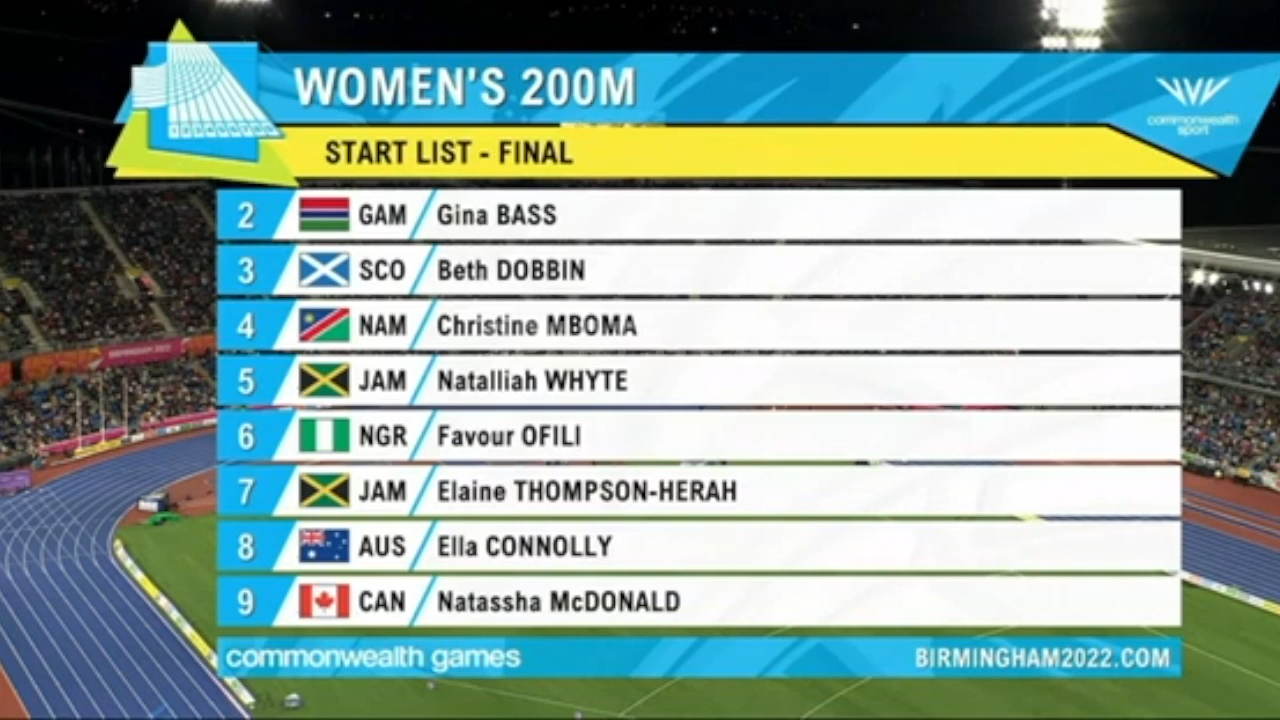 WOMEN'S 200M
commonwealth
sport
START LIST - FINAL
2 GAM Gina BASS
3 SCO Beth DOBBIN
4 NAM Christine MBOMA
5 JAM Natalliah WHYTE
6 NGR Favour OFILI
7 JAM Elaine THOMPSON-HERAH
8 AUS Ella CONNOLLY
9 CAN Natassha McDONALD
commonwealth games BIRMINGHAM2022.COM